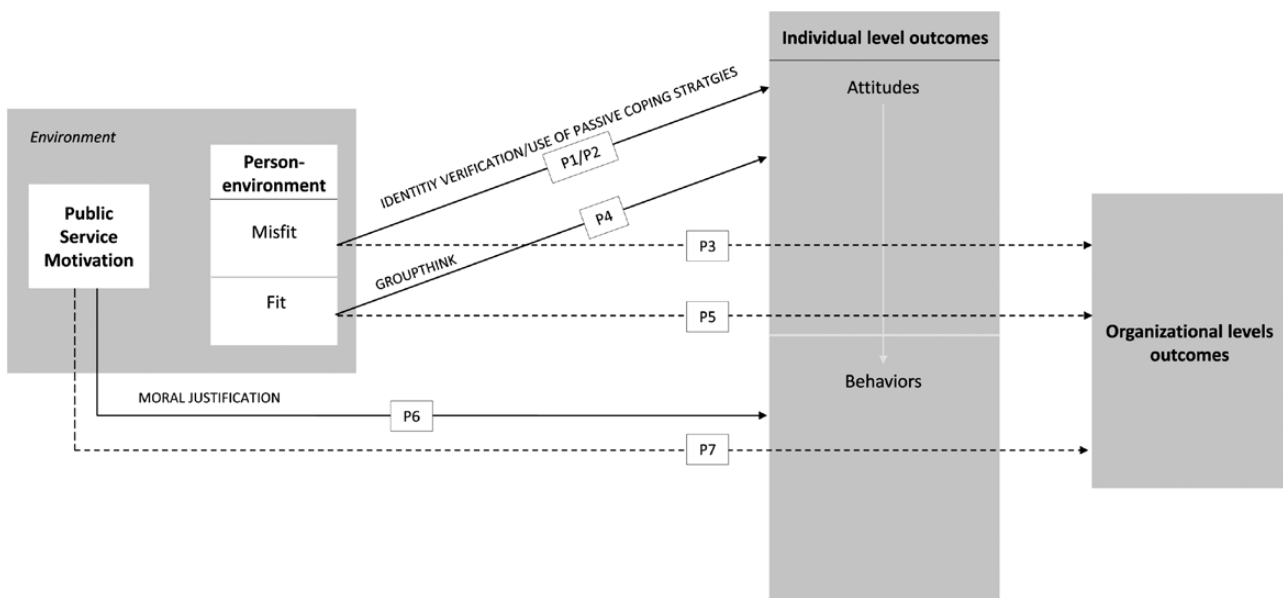 Individual level outcomes
Attitudes
IDENTITIY VERIFICATION/USE OF PASSIVE COPING STRATGIES
P1/P2
Environment
Person-
environment
Misfit
Fit
Public
Service
Motivation
GROUPTHINK
P4
P3
P5
Organizational levels
outcomes
Behaviors
MORAL JUSTIFICATION
P6
P7